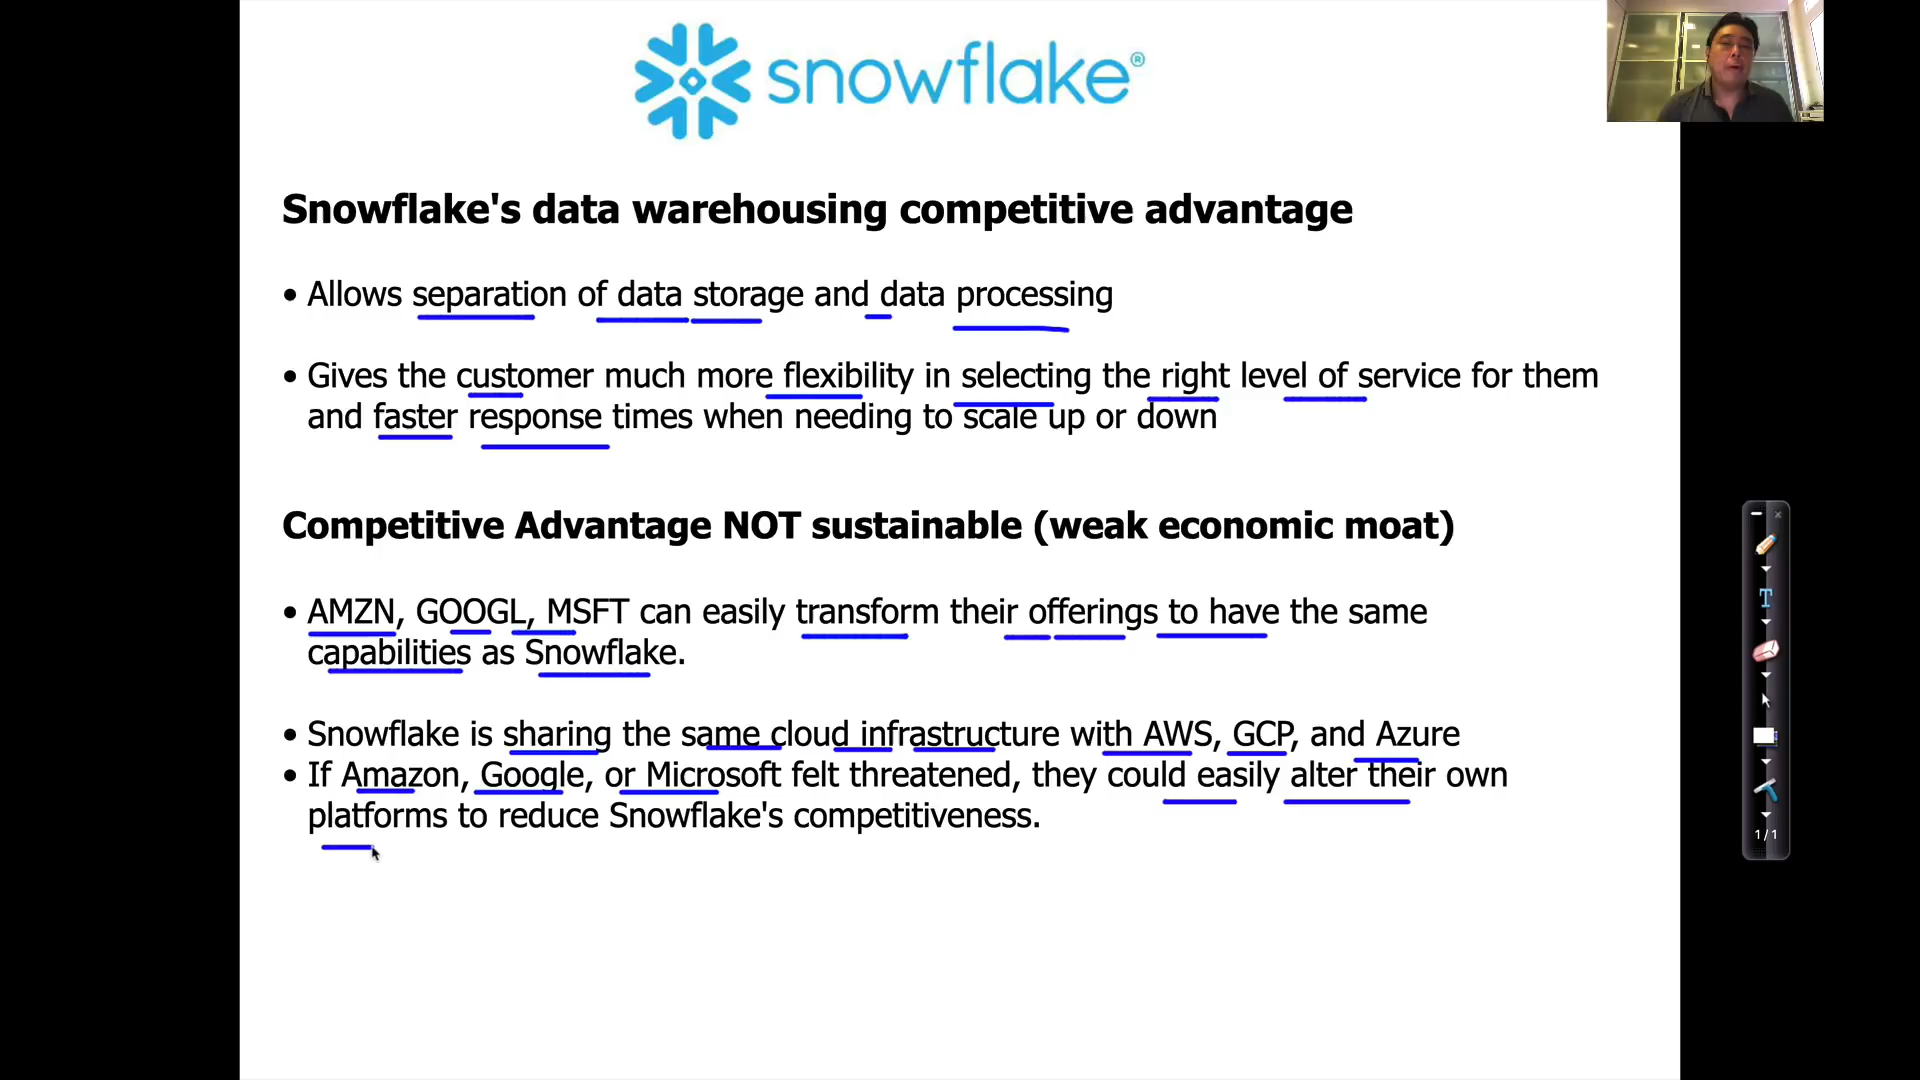 snowflake®
Snowflake's data warehousing competitive advantage
• Allows separation of data storage and data processing
• Gives the customer much more flexibility in selecting the right level of service for them
and faster response times when needing to scale up or down
Competitive Advantage NOT sustainable (weak economic moat)
• AMZN, GOOGL, MSFT can easily transform their offerings to have the same
capabilities as Snowflake.
• Snowflake is sharing the same cloud infrastructure with AWS, GCP, and Azure
• If Amazon, Google, or Microsoft felt threatened, they could easily alter their own
platforms to reduce Snowflake's competitiveness.
T
1/1